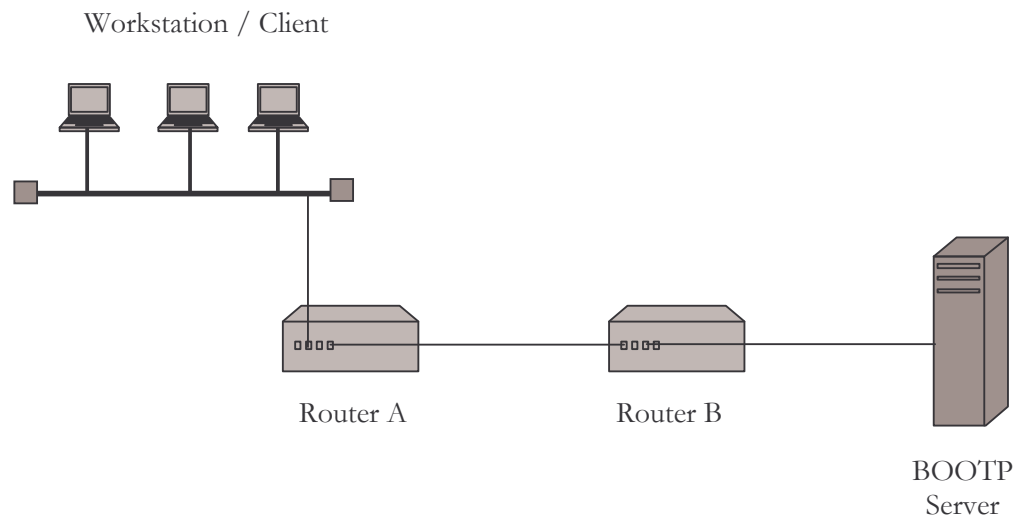 Workstation / Client
Router A
Router B
BOOTP
Server